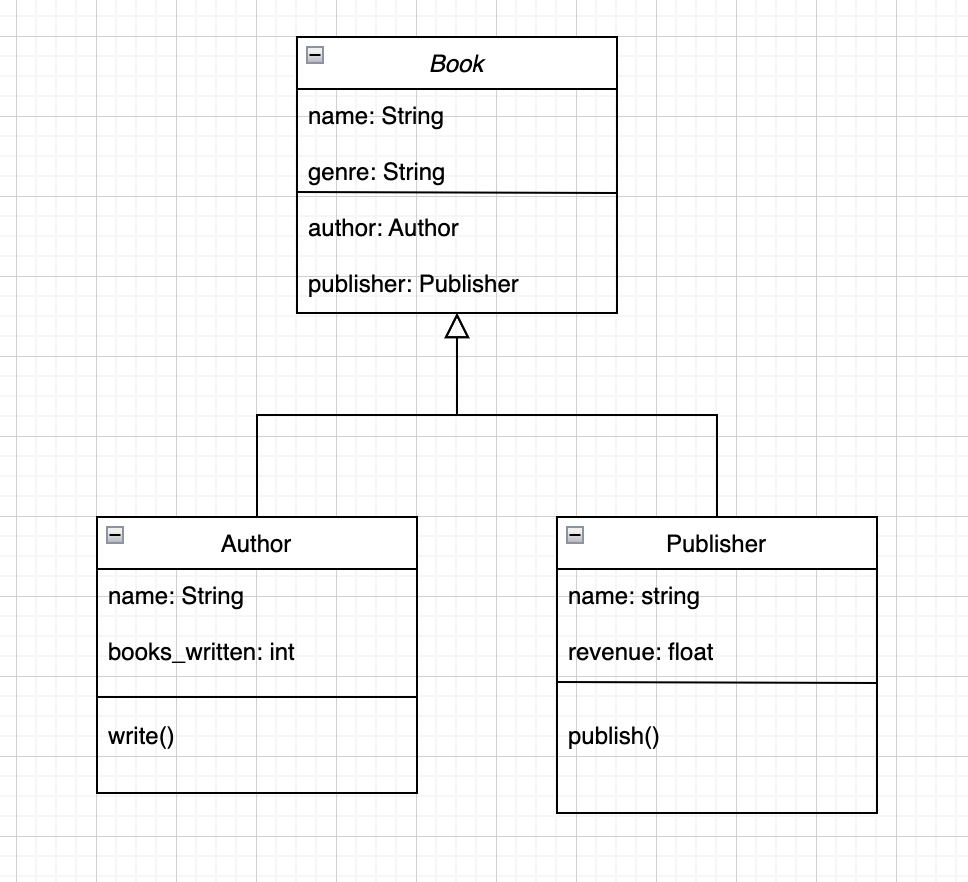 Book
name: String
genre: String
author: Author
publisher: Publisher
Author
name: String
books_written: int
write()
Publisher
name: string
revenue: float
publish()